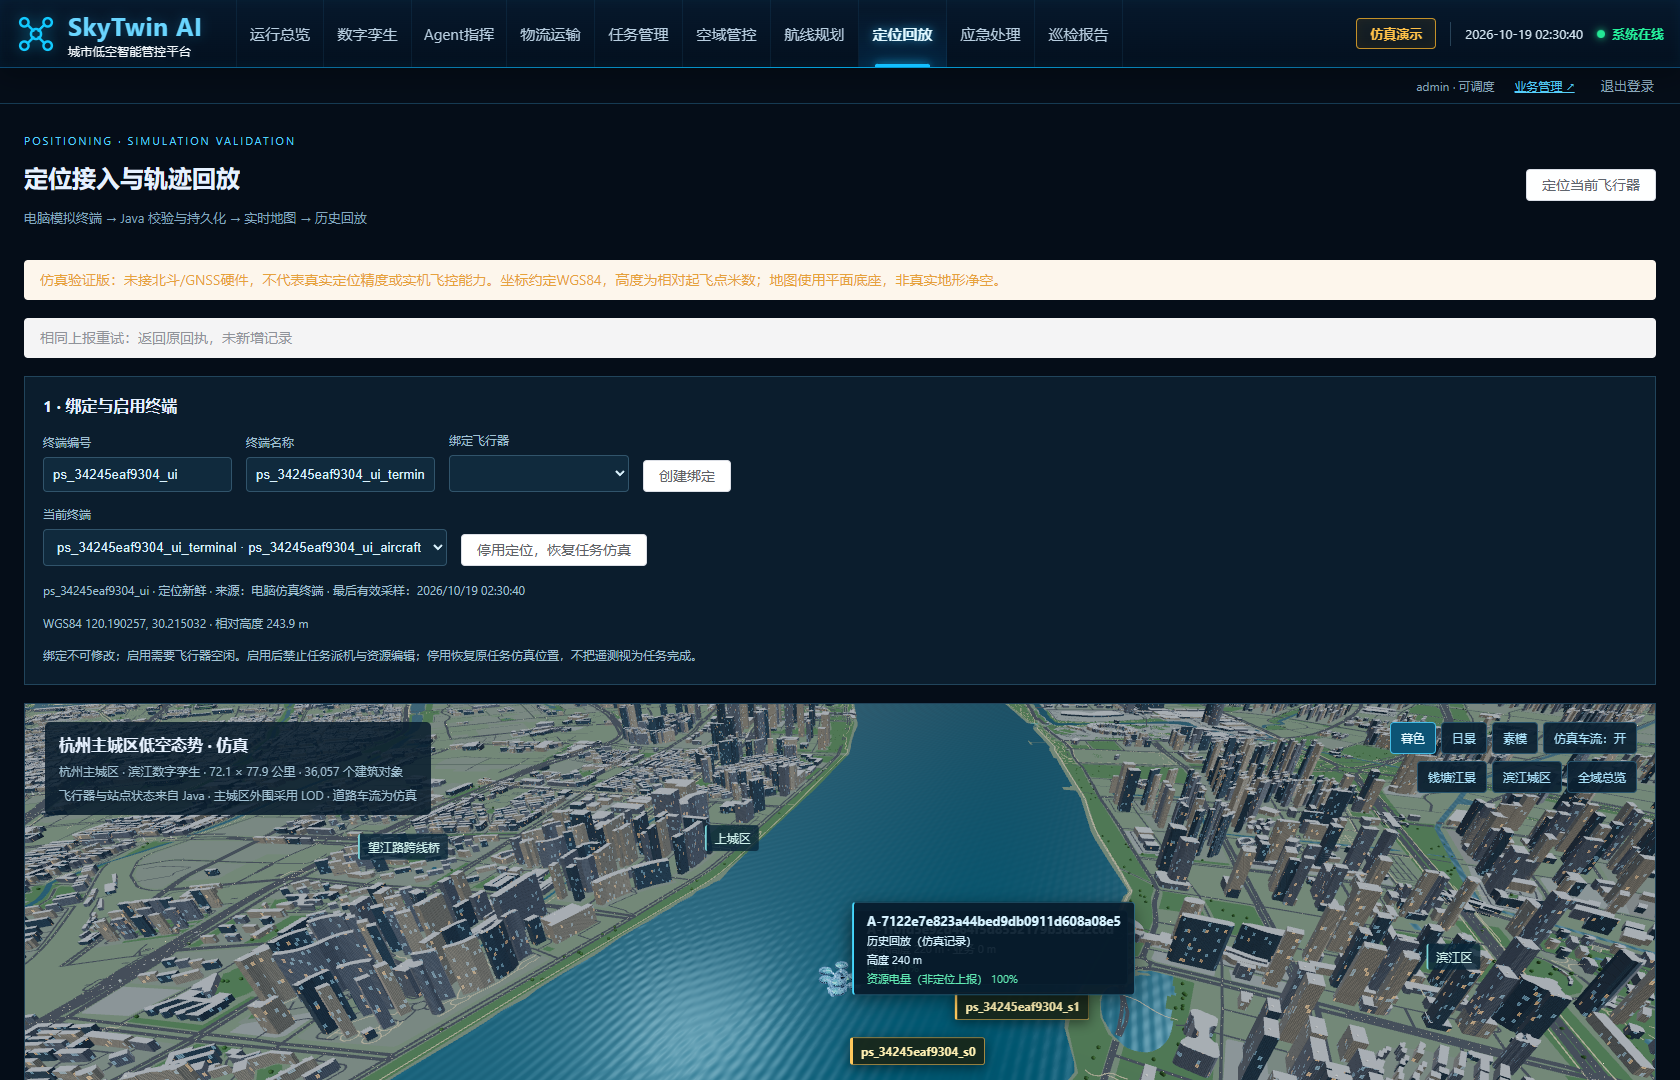 SkyTwin AI
城市低空智能管控平台
运行总览
数字孪生
Agent指挥
物流运输
任务管理
空域管控
航线规划
定位回放
应急处理
巡检报告
仿真演示
2026-10-19 02:30:40
系统在线
admin · 可调度
业务管理 ↗
退出登录
POSITIONING · SIMULATION VALIDATION
定位接入与轨迹回放
电脑模拟终端 → Java 校验与持久化 → 实时地图 → 历史回放
定位当前飞行器
仿真验证版：未接北斗/GNSS硬件，不代表真实定位精度或实机飞控能力。坐标约定WGS84，高度为相对起飞点米数；地图使用平面底座，非真实地形净空。
相同上报重试：返回原回执，未新增记录
1 · 绑定与启用终端
终端编号
终端名称
绑定飞行器
ps_34245eaf9304_ui
ps_34245eaf9304_ui_termin
创建绑定
当前终端
ps_34245eaf9304_ui_terminal · ps_34245eaf9304_ui_aircraft
停用定位，恢复任务仿真
ps_34245eaf9304_ui · 定位新鲜 · 来源：电脑仿真终端 · 最后有效采样：2026/10/19 02:30:40
WGS84 120.190257, 30.215032 · 相对高度 243.9 m
绑定不可修改；启用需要飞行器空闲。启用后禁止任务派机与资源编辑；停用恢复原任务仿真位置，不把遥测视为任务完成。
杭州主城区低空态势 · 仿真
杭州主城区 · 滨江数字孪生 · 72.1 × 77.9 公里 · 36,057 个建筑对象
飞行器与站点状态来自 Java · 主城区外围采用 LOD · 道路车流为仿真
暮色
日景
素模
仿真车流：开
钱塘江景
滨江城区
全域总览
望江路跨线桥
上城区
A-7122e7e823a44bed9db0911d608a08e5
历史回放（仿真记录）
高度 240 m
资源电量（非定位上报） 100%
滨江区
ps_34245eaf9304_s1
ps_34245eaf9304_s0